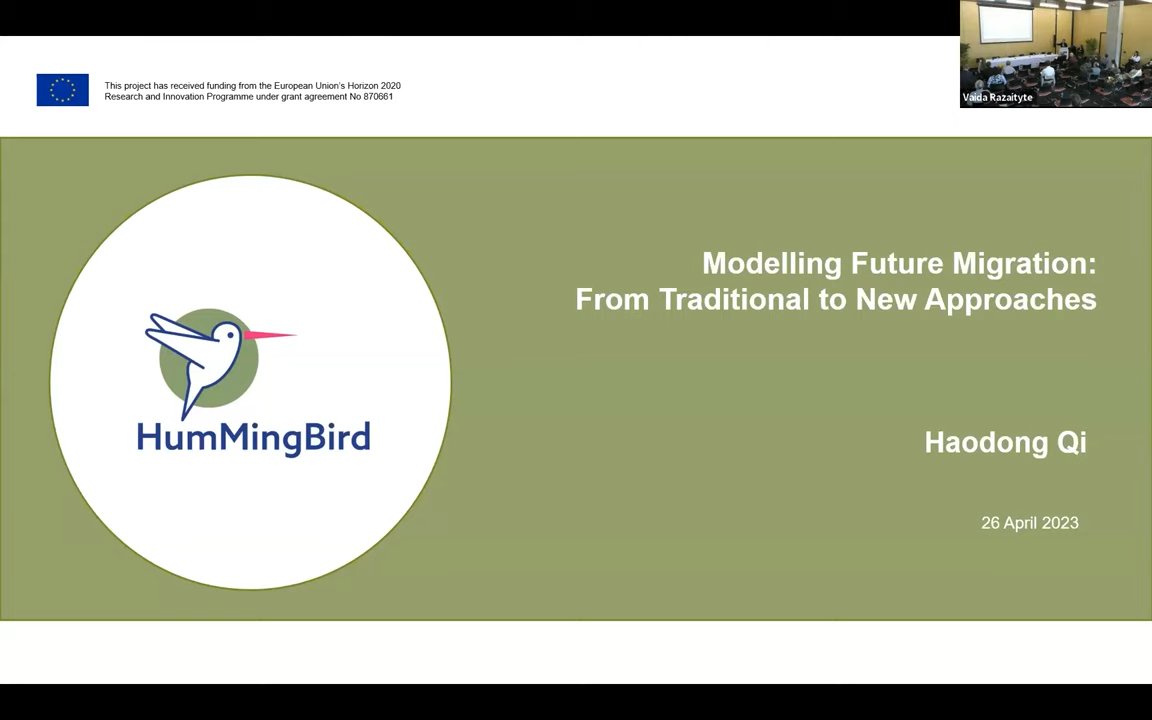 This project has received funding from the European Union's Horizon 2020
Research and Innovation Programme under grant agreement No 870661
Vaida Razaityte
Modelling Future Migration:
From Traditional to New Approaches
HumMingBird
Haodong Qi
26 April 2023